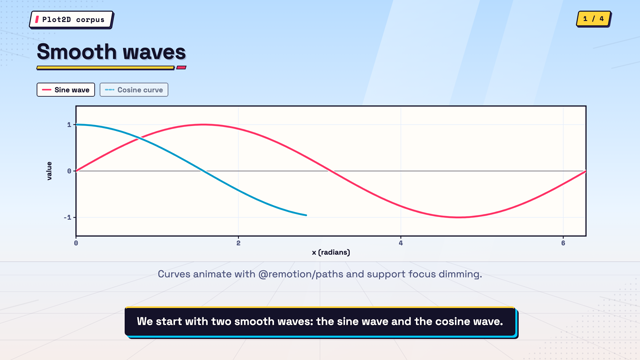 Plot2D corpus
1 / 4
Smooth waves
Sine wave
Cosine curve
1
0
-1
value
0
2
4
6
x (radians)
Curves animate with @remotion/paths and support focus dimming.
We start with two smooth waves: the sine wave and the cosine wave.